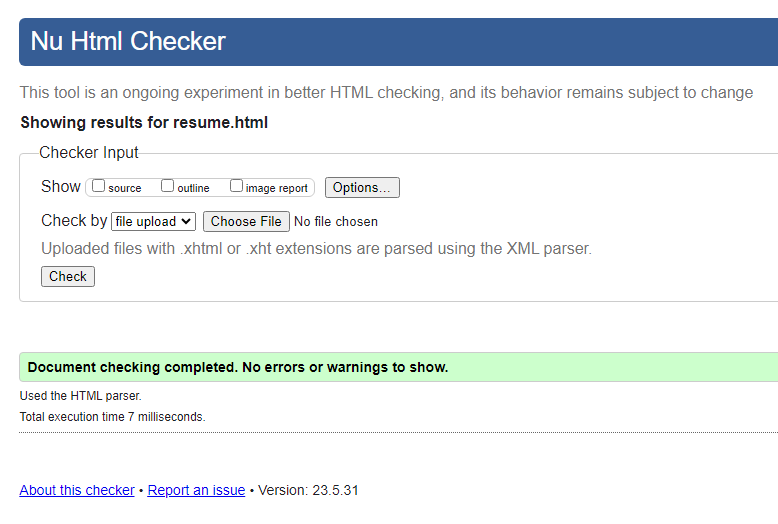 Nu Html Checker
This tool is an ongoing experiment in better HTML checking, and its behavior remains subject to change
Showing results for resume.html
Checker Input
Show source outline image report Options...
Check by file upload Choose File No file chosen
Uploaded files with .xhtml or .xht extensions are parsed using the XML parser.
Check
Document checking completed. No errors or warnings to show.
Used the HTML parser.
Total execution time 7 milliseconds.
About this checker • Report an issue • Version: 23.5.31